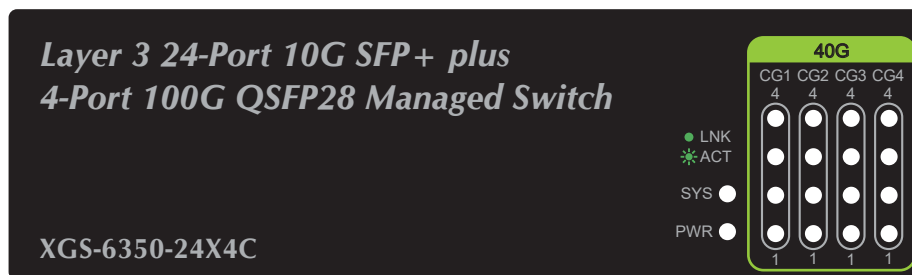 Layer 3 24-Port 10G SFP+ plus
4-Port 100G QSFP28 Managed Switch
40G
CG1 CG2 CG3 CG4
4 4 4 4
LNK
ACT
SYS
PWR
1 1 1 1
XGS-6350-24X4C